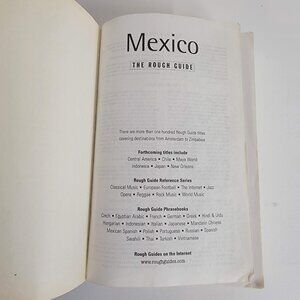 Mexico
THE ROUGH GUIDE
There are more than one hundred Rough Guide titles
covering destinations from Amsterdam to Zimbabwe
Forthcoming titles include
Central America • Chile • Maya World
Indonesia • Japan • New Orleans
Rough Guide Reference Series
Classical Music • European Football • The Internet • Jazz
Opera • Reggae • Rock Music • World Music
Rough Guide Phrasebooks
Czech • Egyptian Arabic • French • German • Greek • Hindi & Urdu
Hungarian • Indonesian • Italian • Japanese • Mandarin Chinese
Mexican Spanish • Polish • Portuguese • Russian • Spanish
Swahili • Thai • Turkish • Vietnamese
Rough Guides on the Internet
www.roughguides.com